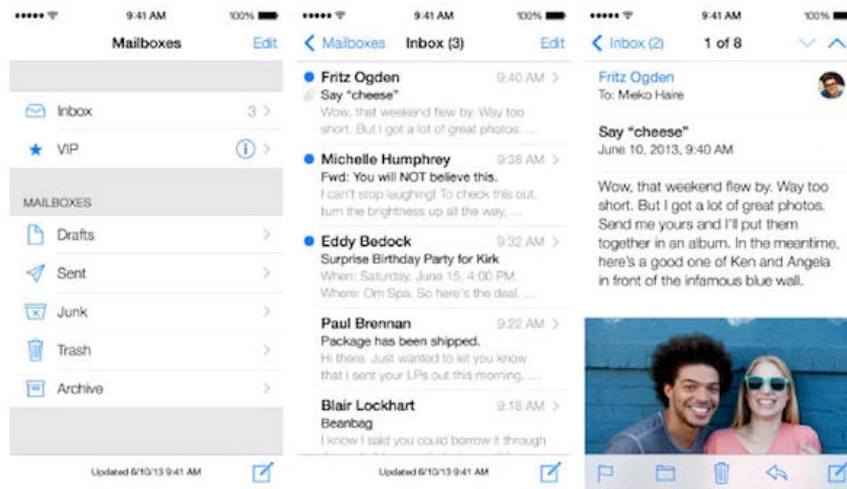 9:41 AM
100%
Mailboxes
Edit
Inbox
3
VIP
MAILBOXES
Drafts
Sent
Junk
Trash
Archive
Updated 6/10/13 9:41 AM
9:41 AM
100%
Mailboxes
Inbox (3)
Edit
Fritz Ogden
9:40 AM
Say “cheese”
Wow, that weekend flew by. Way too
short. But I got a lot of great photos. ...
Michelle Humphrey
9:38 AM
Fwd: You will NOT believe this.
I can't stop laughing! To check this out,
turn the brightness up all the way, ...
Eddy Bedock
9:32 AM
Surprise Birthday Party for Kirk
When: Saturday, June 15, 4:00 PM.
Where: Om Spa. So here's the deal. ...
Paul Brennan
9:22 AM
Package has been shipped.
Hi there. Just wanted to let you know
that I sent your LPs out this morning. ...
Blair Lockhart
9:18 AM
Beanbag
I know I said you could borrow it through
Updated 6/10/13 9:41 AM
9:41 AM
100%
Inbox (2)
1 of 8
Fritz Ogden
To: Mieko Haire
Say “cheese”
June 10, 2013, 9:40 AM
Wow, that weekend flew by. Way too
short. But I got a lot of great photos.
Send me yours and I'll put them
together in an album. In the meantime,
here's a good one of Ken and Angela
in front of the infamous blue wall.